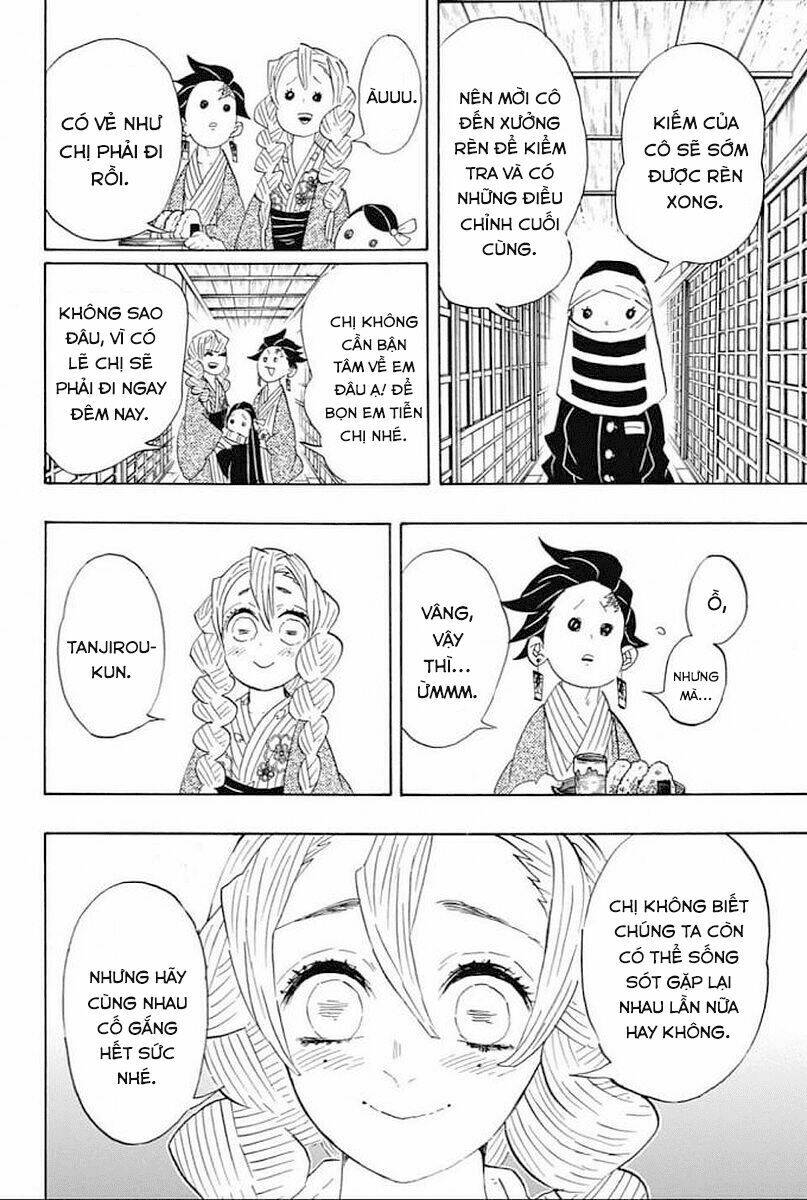 KIẾM CỦA
CÔ SẼ SỚM
ĐƯỢC RÈN
XONG.
NÊN MỜI CÔ
ĐẾN XƯỞNG
RÈN ĐỂ KIỂM
TRA VÀ CÓ
NHỮNG ĐIỀU
CHỈNH CUỐI
CÙNG.
ÀUUU.
CÓ VẺ NHƯ
CHỊ PHẢI ĐI
RỒI.
CHỊ KHÔNG
CẦN BẬN
TÂM VỀ EM
ĐÂU Ạ! ĐỂ
BỌN EM TIỄN
CHỊ NHÉ.
KHÔNG SAO
ĐÂU, VÌ CÓ
LẼ CHỊ SẼ
PHẢI ĐI NGAY
ĐÊM NAY.
Ồ,
NHƯNG
MÀ...
VÂNG,
VẬY
THÌ...
ỪMMM.
TANJIROU-
KUN.
CHỊ KHÔNG BIẾT
CHÚNG TA CÒN
CÓ THỂ SỐNG
SÓT GẶP LẠI
NHAU LẦN NỮA
HAY KHÔNG.
NHƯNG HÃY
CÙNG NHAU
CỐ GẮNG
HẾT SỨC
NHÉ.